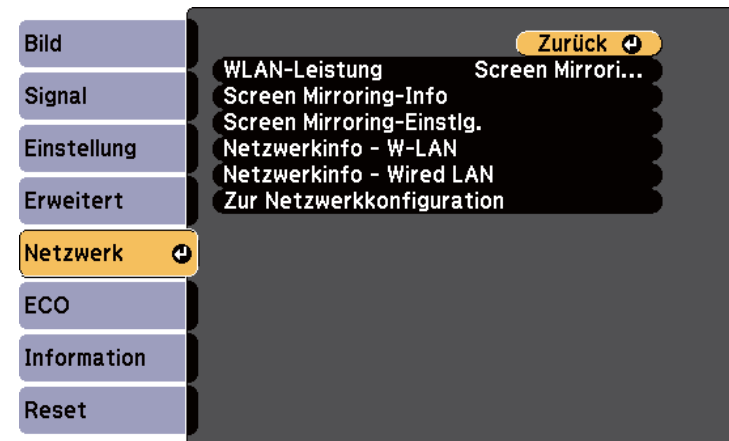 Bild
Signal
Einstellung
Erweitert
Netzwerk
ECO
Information
Reset
Zurück
WLAN-Leistung Screen Mirrori...
Screen Mirroring-Info
Screen Mirroring-Einstlg.
Netzwerkinfo - W-LAN
Netzwerkinfo - Wired LAN
Zur Netzwerkkonfiguration